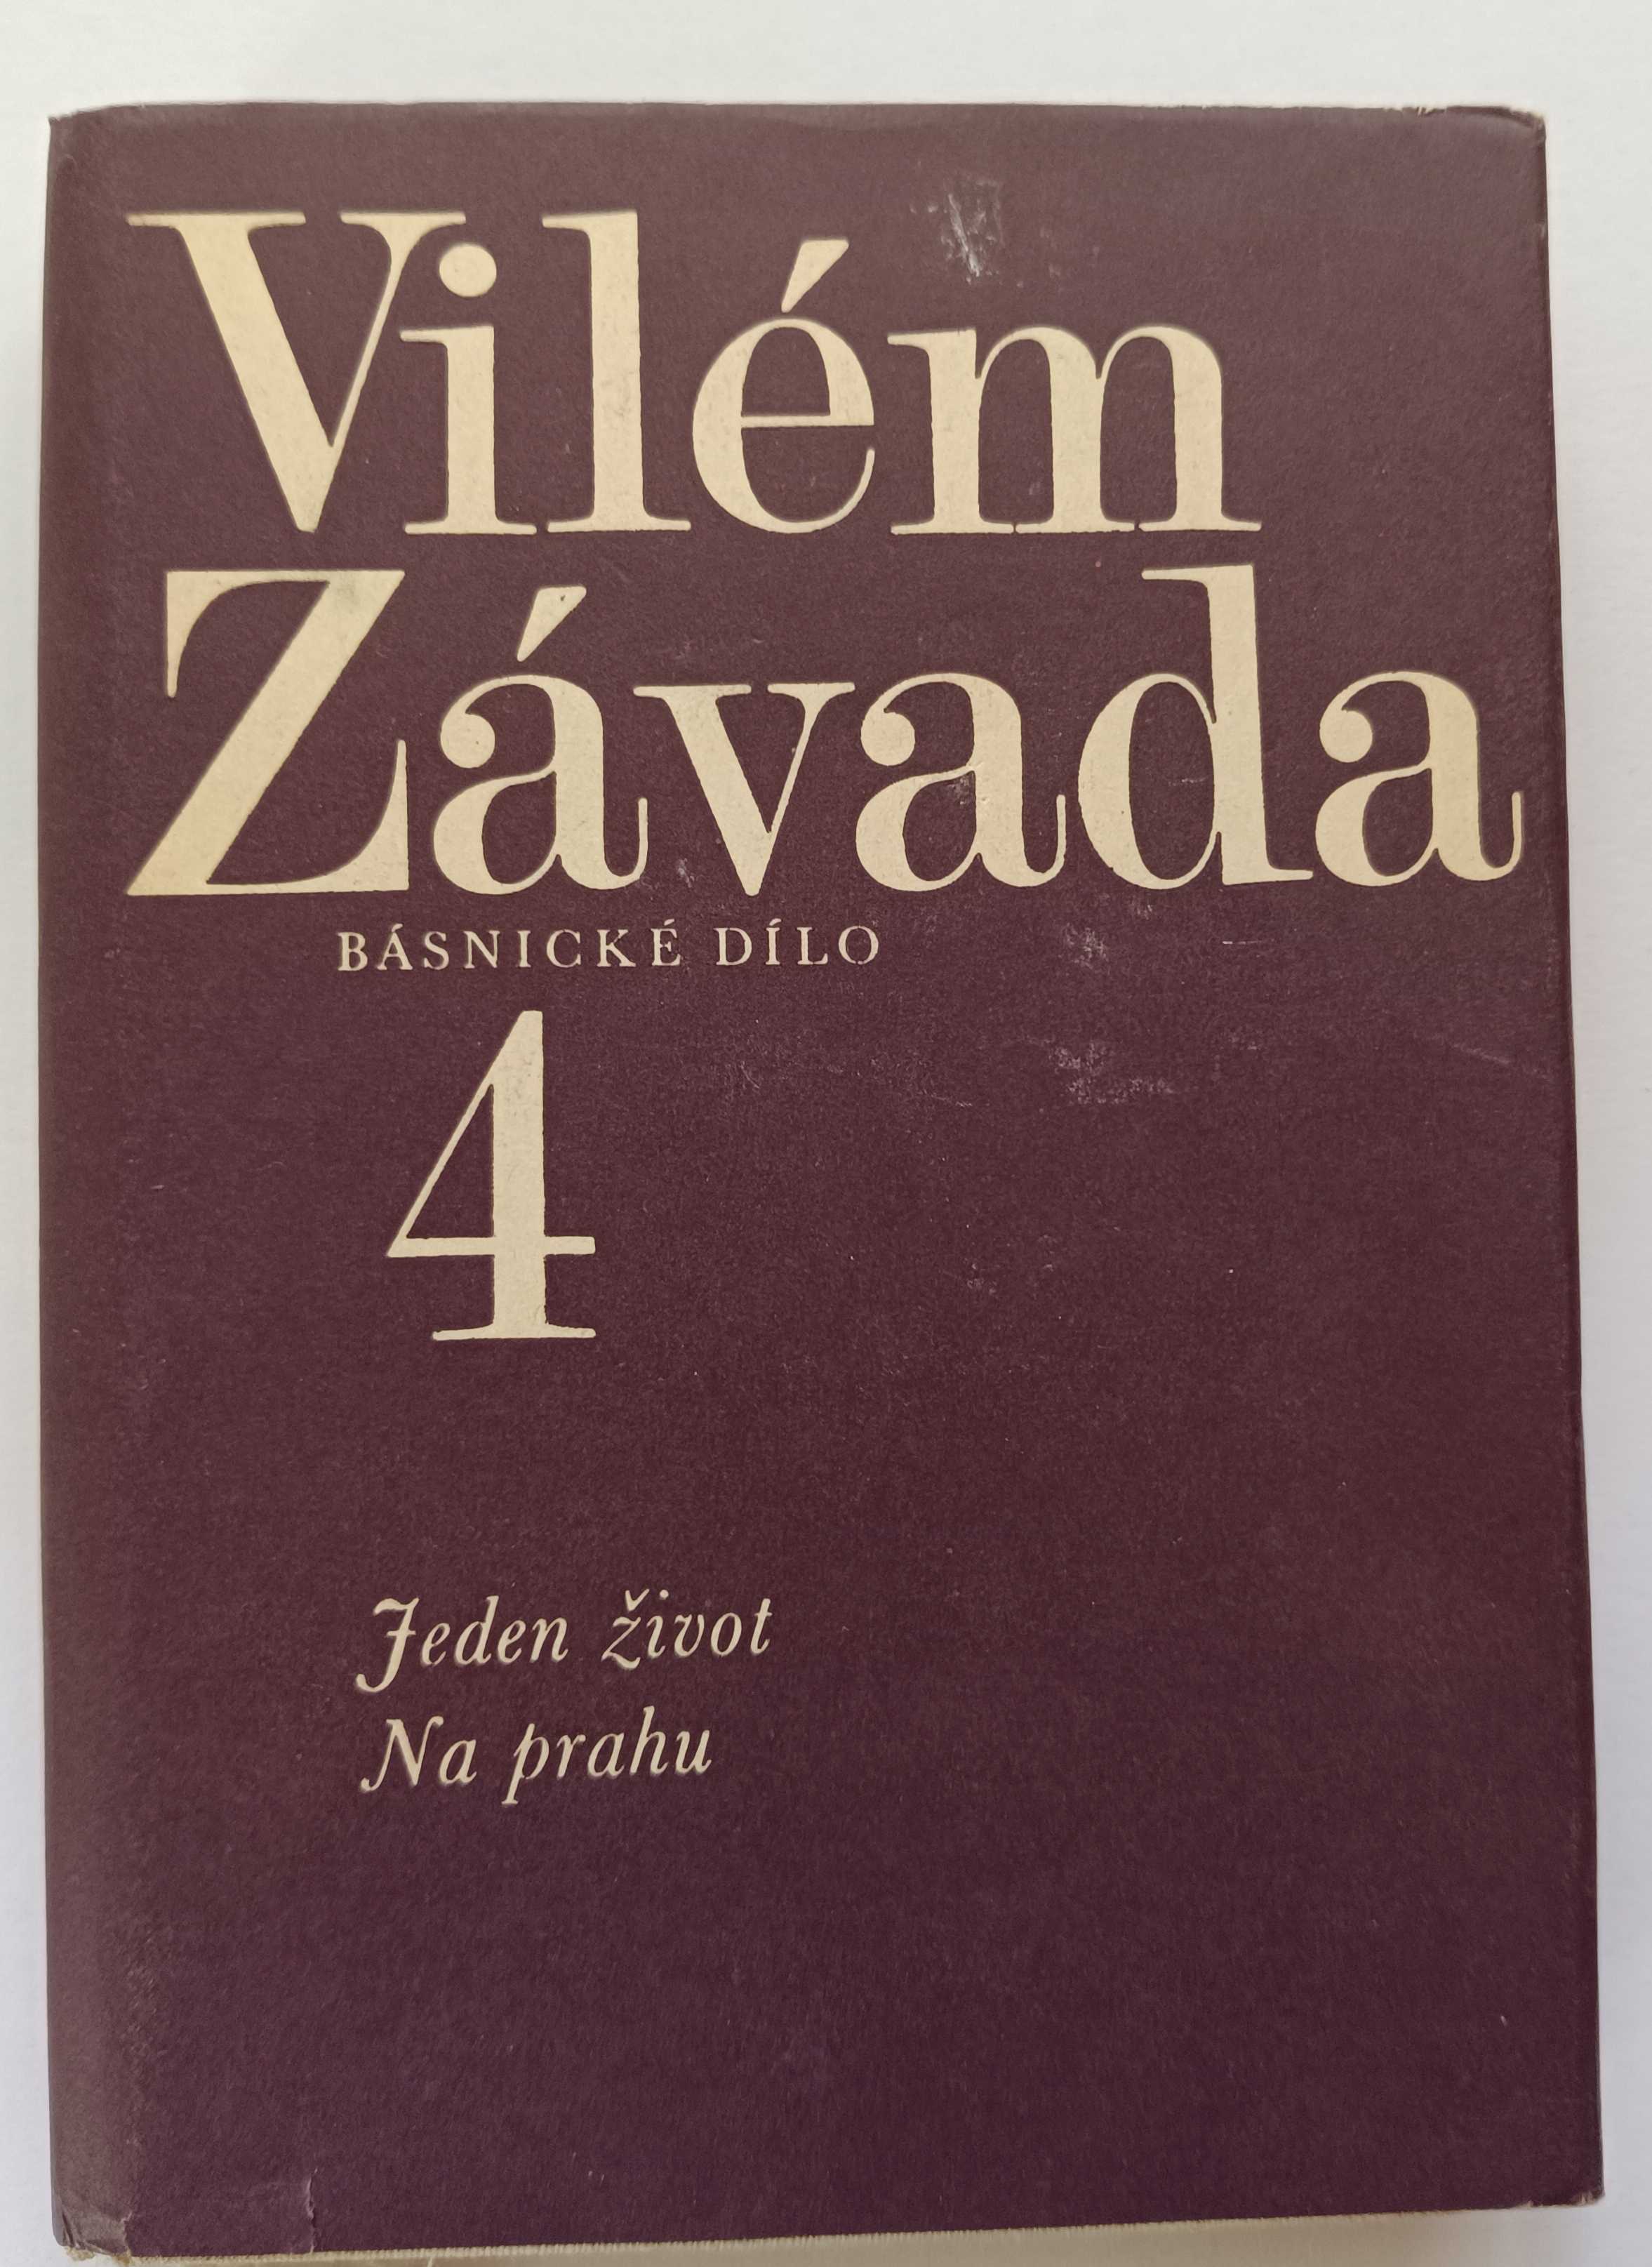 Vilém
Závada
BÁSNICKÉ DÍLO
4
Jeden život
Na prahu